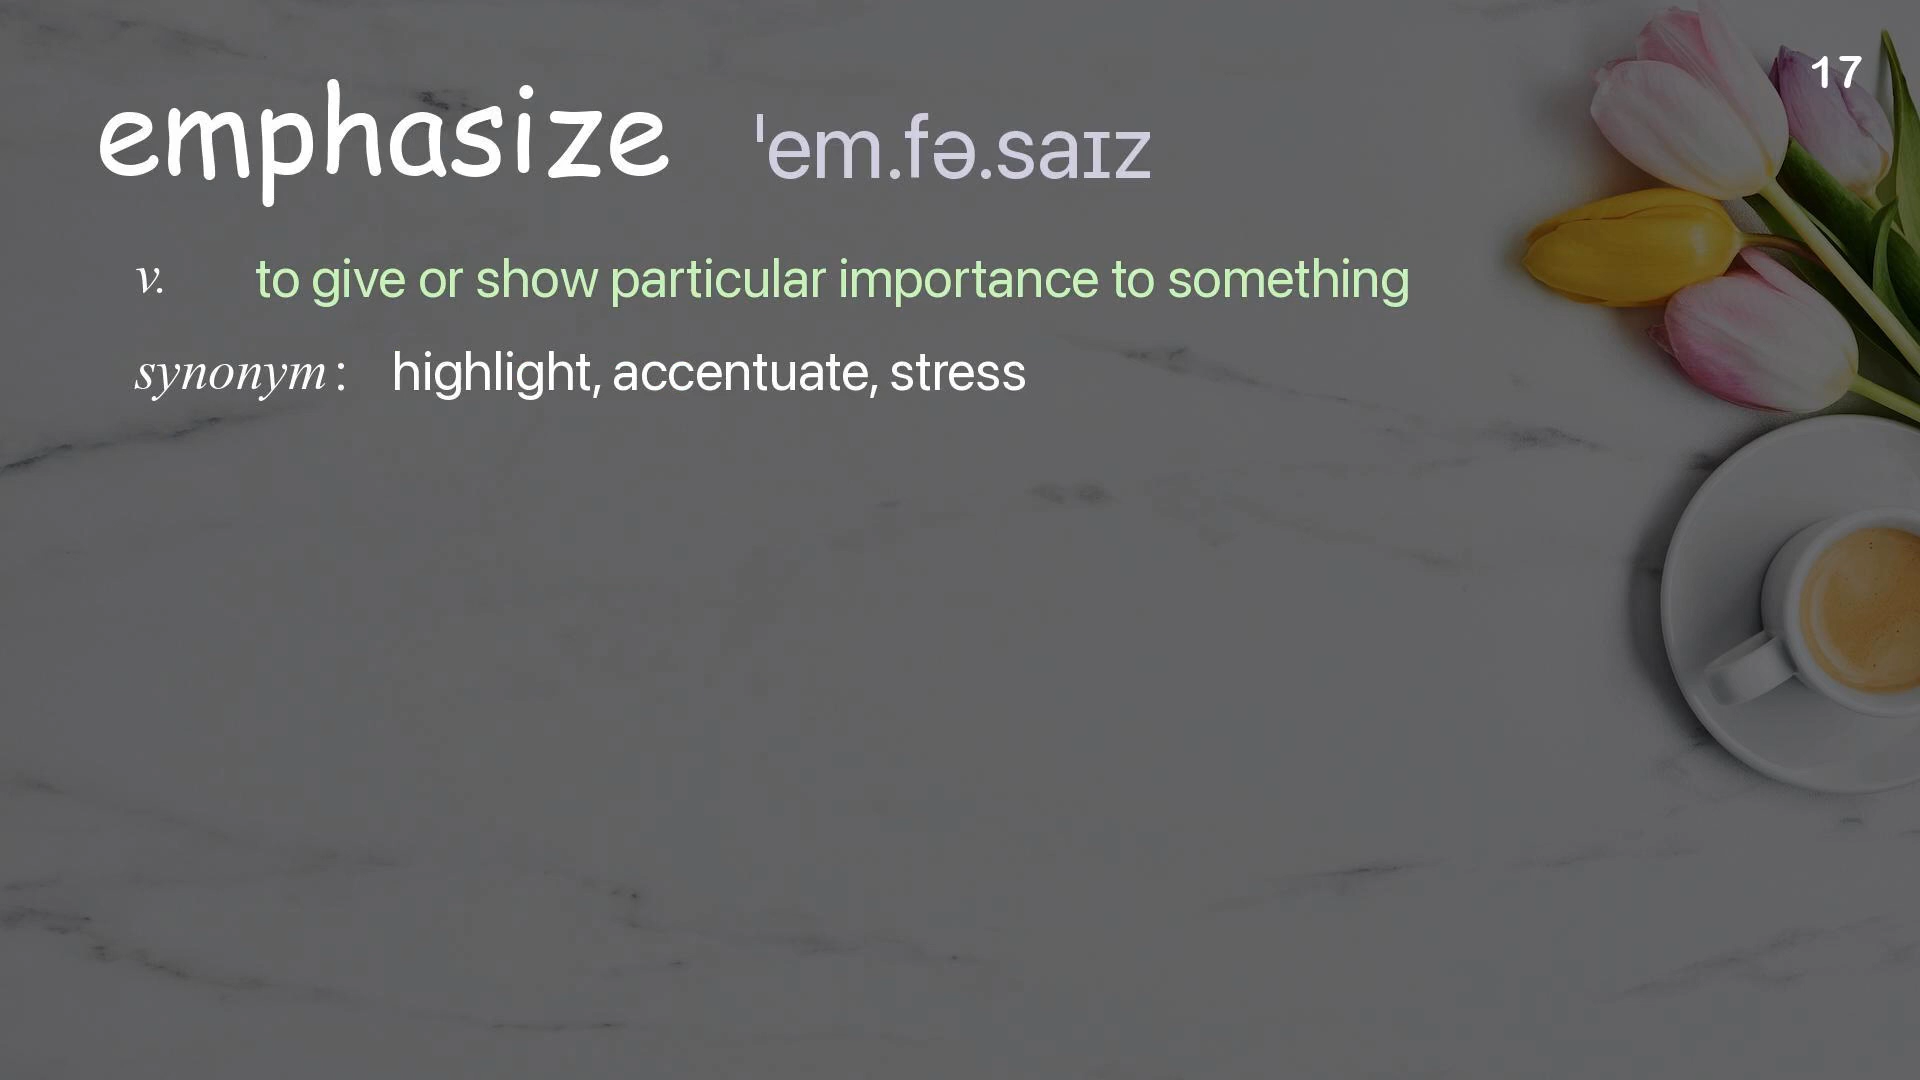 17
emphasize ˈem.fə.saɪz
v. to give or show particular importance to something
synonym : highlight, accentuate, stress